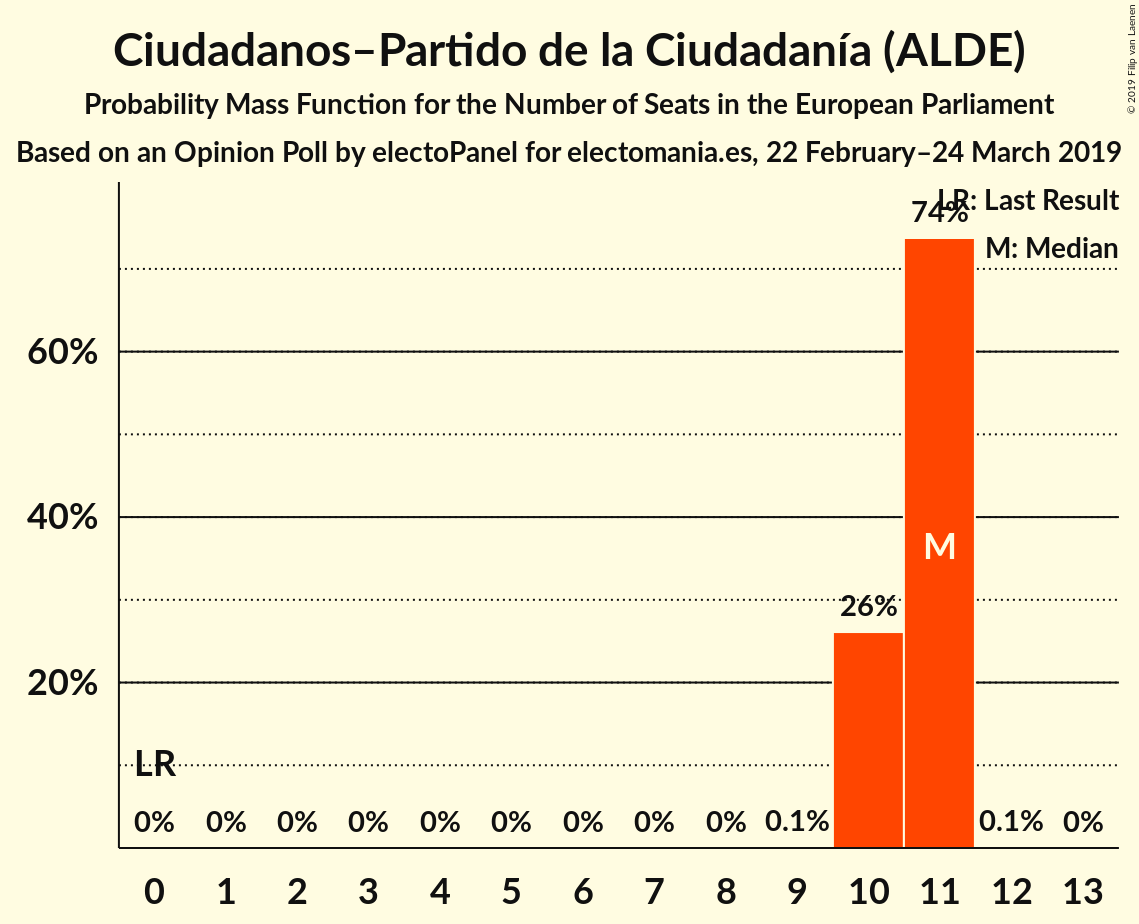 Ciudadanos–Partido de la Ciudadanía (ALDE)
Probability Mass Function for the Number of Seats in the European Parliament
Based on an Opinion Poll by electoPanel for electomania.es, 22 February–24 March 2019
© 2019 Filip van Laenen
LR: Last Result
74%
M: Median
60%
40%
M
26%
20%
LR
0% 0% 0% 0% 0% 0% 0% 0% 0% 0.1% 0.1% 0%
0 1 2 3 4 5 6 7 8 9 10 11 12 13